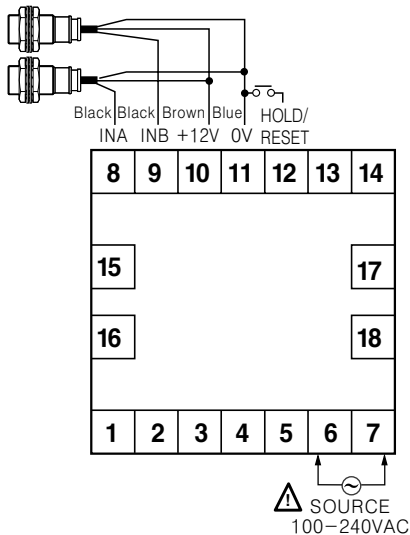 Black Black Brown Blue
HOLD/
INA INB +12V 0V RESET
8 9 10 11 12 13 14
15 17
16 18
1 2 3 4 5 6 7
SOURCE
100-240VAC